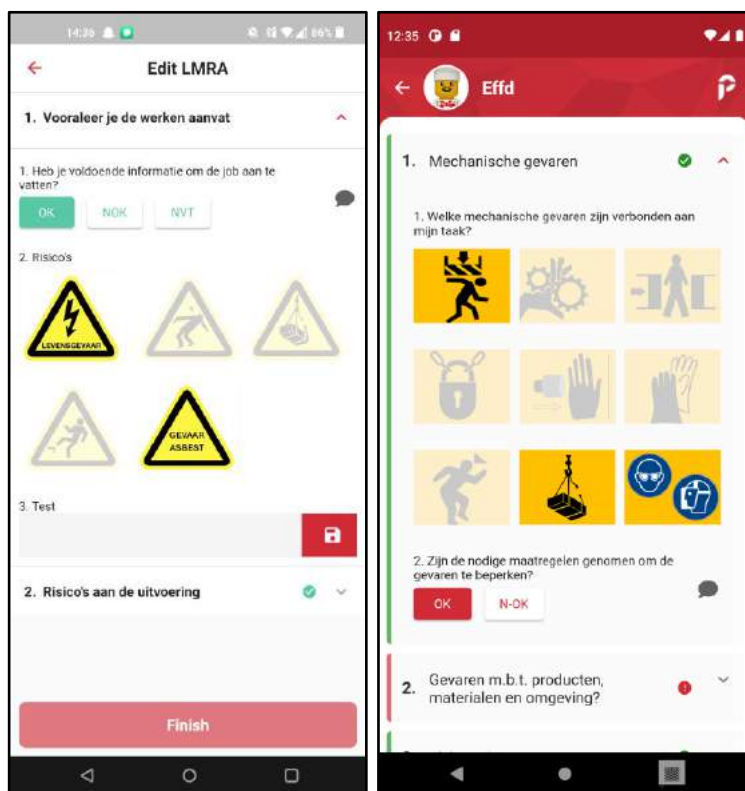 14:36
86%
Edit LMRA
1. Vooraleer je de werken aanvat
1. Heb je voldoende informatie om de job aan te
vatten?
OK
NOK
NVT
2. Risico's
LEVENSGEVAAR
GEVAAR
ASBEST
3. Test
2. Risico's aan de uitvoering
Finish
12:35
Effd
1. Mechanische gevaren
1. Welke mechanische gevaren zijn verbonden aan
mijn taak?
2. Zijn de nodige maatregelen genomen om de
gevaren te beperken?
OK
N-OK
2. Gevaren m.b.t. producten,
materialen en omgeving?